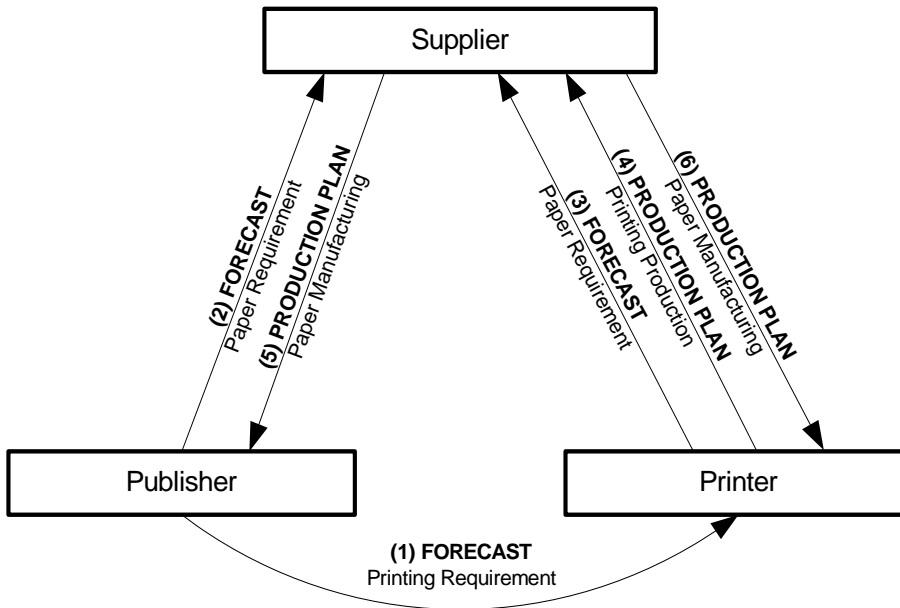 Supplier
(2) FORECAST
Paper Requirement
(5) PRODUCTION PLAN
Paper Manufacturing
(3) FORECAST
Paper Requirement
(4) PRODUCTION PLAN
Printing Production
(6) PRODUCTION PLAN
Paper Manufacturing
Publisher
Printer
(1) FORECAST
Printing Requirement